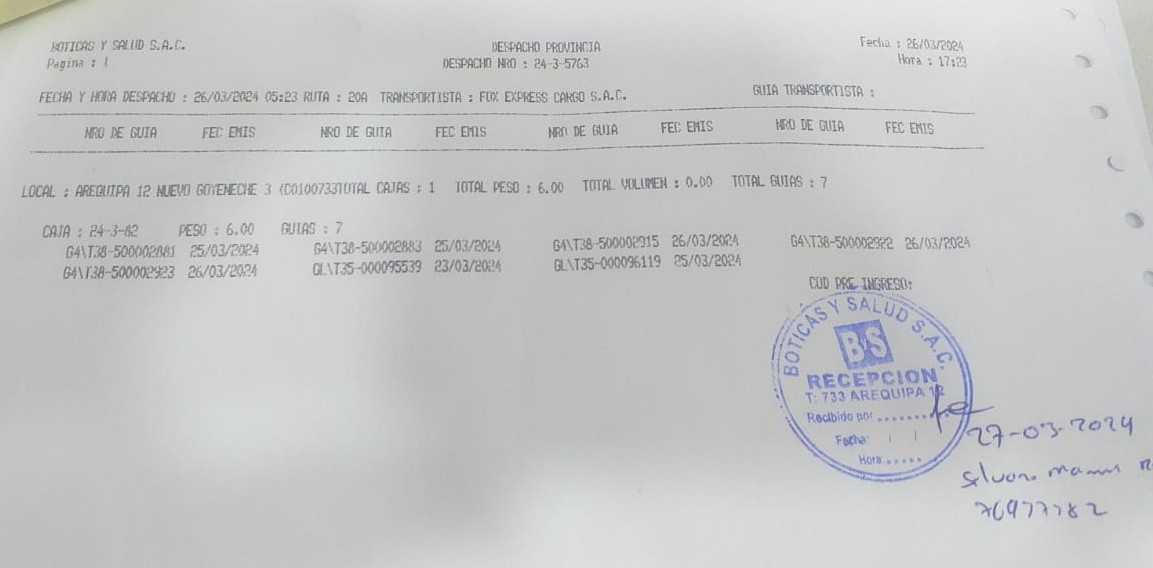 BOTICAS Y SALUD S.A.C. DESPACHO PROVINCIA Fecha : 26/03/2024
Pagina : 1 DESPACHO NRO : 24-3-5763 Hora : 17:23
FECHA Y HORA DESPACHO : 26/03/2024 05:23 RUTA : 20A TRANSPORTISTA : FOX EXPRESS CARGO S.A.C. GUIA TRANSPORTISTA :
NRO DE GUIA FEC EMIS NRO DE GUIA FEC EMIS NRO DE GUIA FEC EMIS NRO DE GUIA FEC EMIS
LOCAL : AREQUIPA 12 NUEVO GOYENECHE 3 (C0100733TOTAL CAJAS : 1 TOTAL PESO : 6.00 TOTAL VOLUMEN : 0.00 TOTAL GUIAS : 7
CAJA : 24-3-82 PESO : 6.00 GUIAS : 7
G4\T38-500002881 25/03/2024 G4\T38-500002883 25/03/2024 G4\T38-500002915 26/03/2024 G4\T38-500002922 26/03/2024
G4\T38-500002923 26/03/2024 GL\T35-000095539 23/03/2024 GL\T35-000096119 25/03/2024
COD PRE INGRESO:
BOTICAS Y SALUD S.A.C.
B&S
RECEPCION
T: 733 AREQUIPA 12
Recibido por ........
Fecha: / /
Hora ......
27-03-2024
76977782